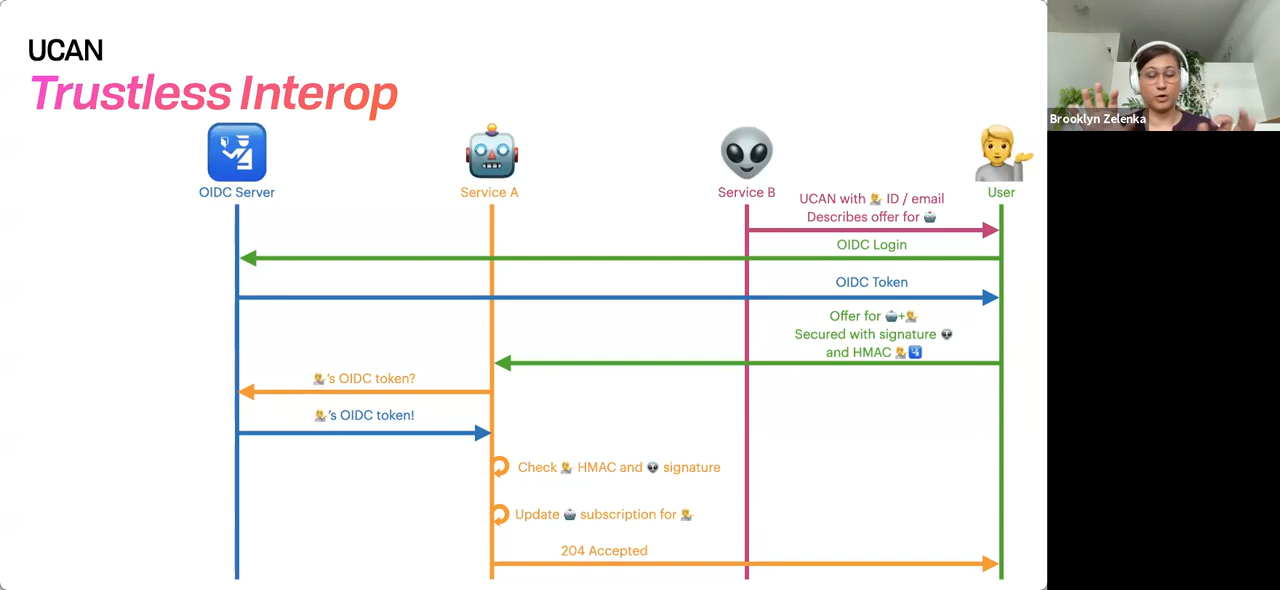 UCAN
Trustless Interop
Brooklyn Zelenka
OIDC Server
Service A
Service B
User
UCAN with 💁 ID / email
Describes offer for 🤖
OIDC Login
OIDC Token
Offer for 🤖+💁
Secured with signature 👽
and HMAC 💁🛂
💁's OIDC token?
💁's OIDC token!
Check 💁 HMAC and 👽 signature
Update 🤖 subscription for 💁
204 Accepted